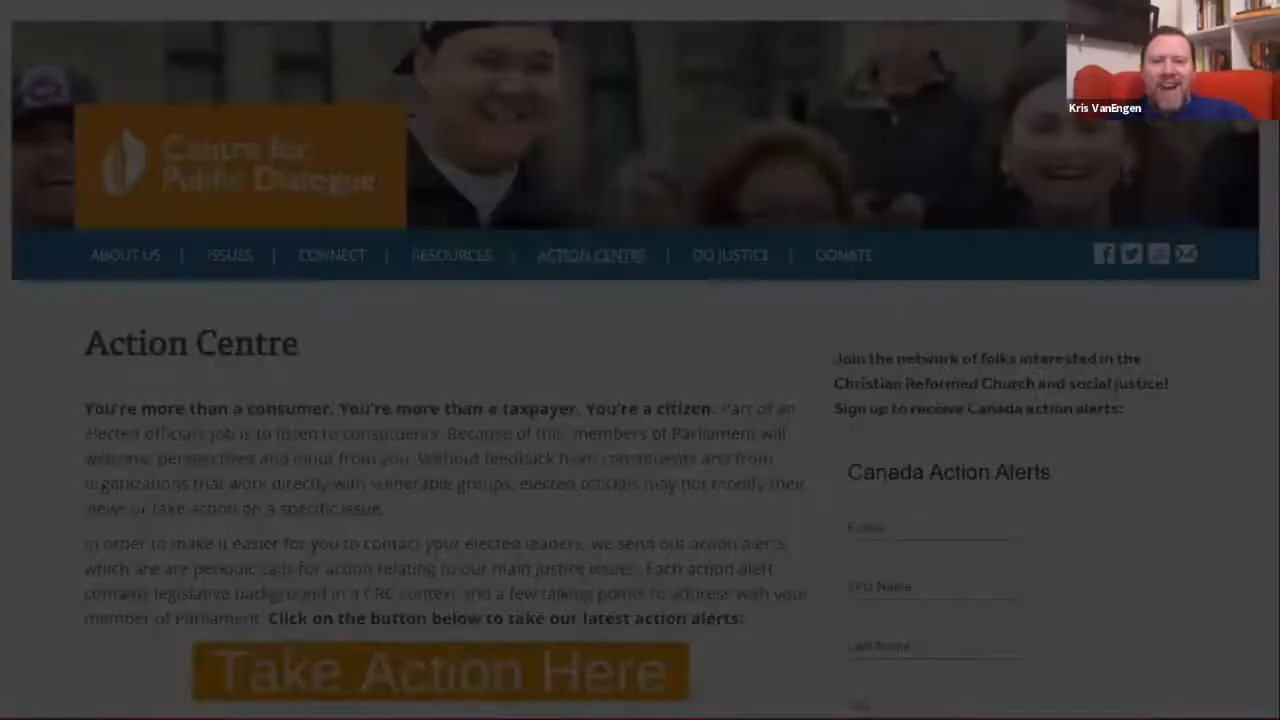 Kris VanEngen
Centre for
Public Dialogue
ABOUT US | ISSUES | CONNECT | RESOURCES | ACTION CENTRE | DO JUSTICE | DONATE
Action Centre
You're more than a consumer. You're more than a taxpayer. You're a citizen. Part of an
elected official's job is to listen to constituents. Because of this, members of Parliament will
welcome perspectives and input from you. Without feedback from constituents and from
organizations that work directly with vulnerable groups, elected officials may not modify their
views or take action on a specific issue.
In order to make it easier for you to contact your elected leaders, we send out action alerts
which are are periodic calls for action relating to our main justice issues. Each action alert
contains legislative background in a CRC context and a few talking points to address with your
member of Parliament. Click on the button below to take our latest action alerts:
Take Action Here
Join the network of folks interested in the
Christian Reformed Church and social justice!
Sign up to receive Canada action alerts:
Canada Action Alerts
Email
First Name
Last Name